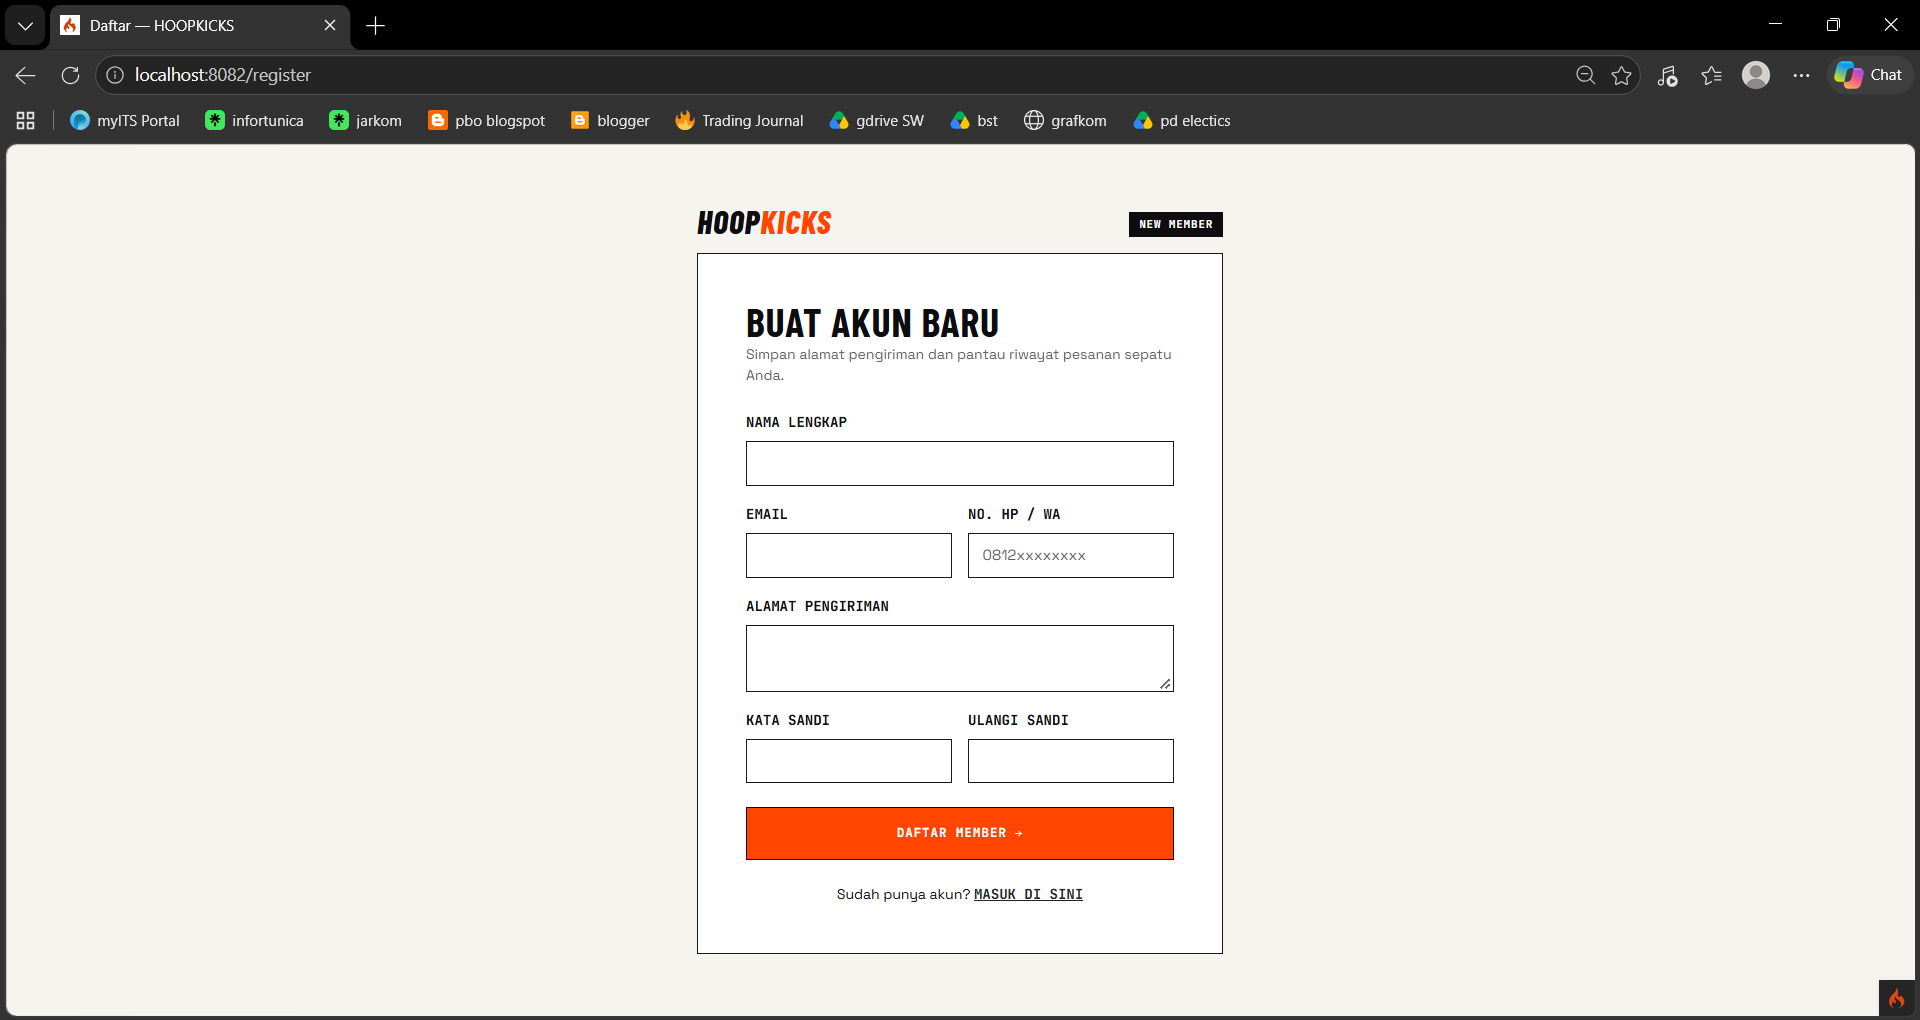 Daftar — HOOPKICKS
localhost:8082/register
Chat
myITS Portal
infortunica
jarkom
pbo blogspot
blogger
Trading Journal
gdrive SW
bst
grafkom
pd electics
HOOPKICKS
NEW MEMBER
BUAT AKUN BARU
Simpan alamat pengiriman dan pantau riwayat pesanan sepatu
Anda.
NAMA LENGKAP
EMAIL
NO. HP / WA
0812xxxxxxxx
ALAMAT PENGIRIMAN
KATA SANDI
ULANGI SANDI
DAFTAR MEMBER →
Sudah punya akun? MASUK DI SINI